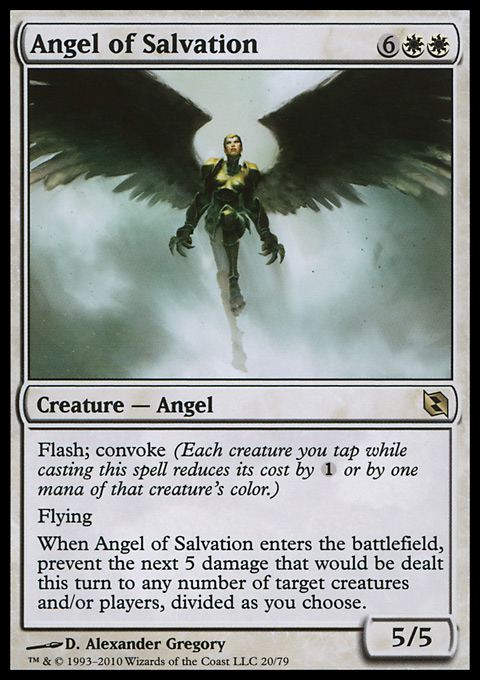 Angel of Salvation 6
Creature — Angel
Flash; convoke (Each creature you tap while
casting this spell reduces its cost by 1 or by one
mana of that creature's color.)
Flying
When Angel of Salvation enters the battlefield,
prevent the next 5 damage that would be dealt
this turn to any number of target creatures
and/or players, divided as you choose.
5/5
D. Alexander Gregory
™ & © 1993–2010 Wizards of the Coast LLC 20/79